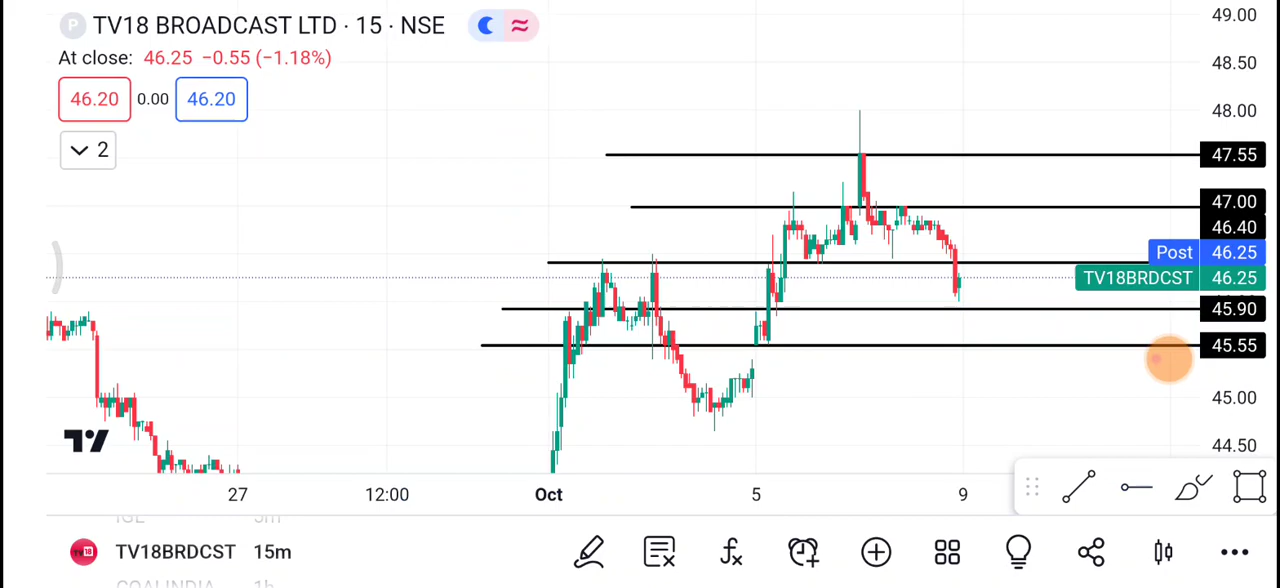 P TV18 BROADCAST LTD · 15 · NSE
At close: 46.25 −0.55 (−1.18%)
46.20 0.00 46.20
2
49.00
48.50
48.00
47.55
47.00
46.40
Post 46.25
TV18BRDCST 46.25
45.90
45.55
45.00
44.50
27 12:00 Oct 5 9
TV18BRDCST 15m
COALINDIA 1h